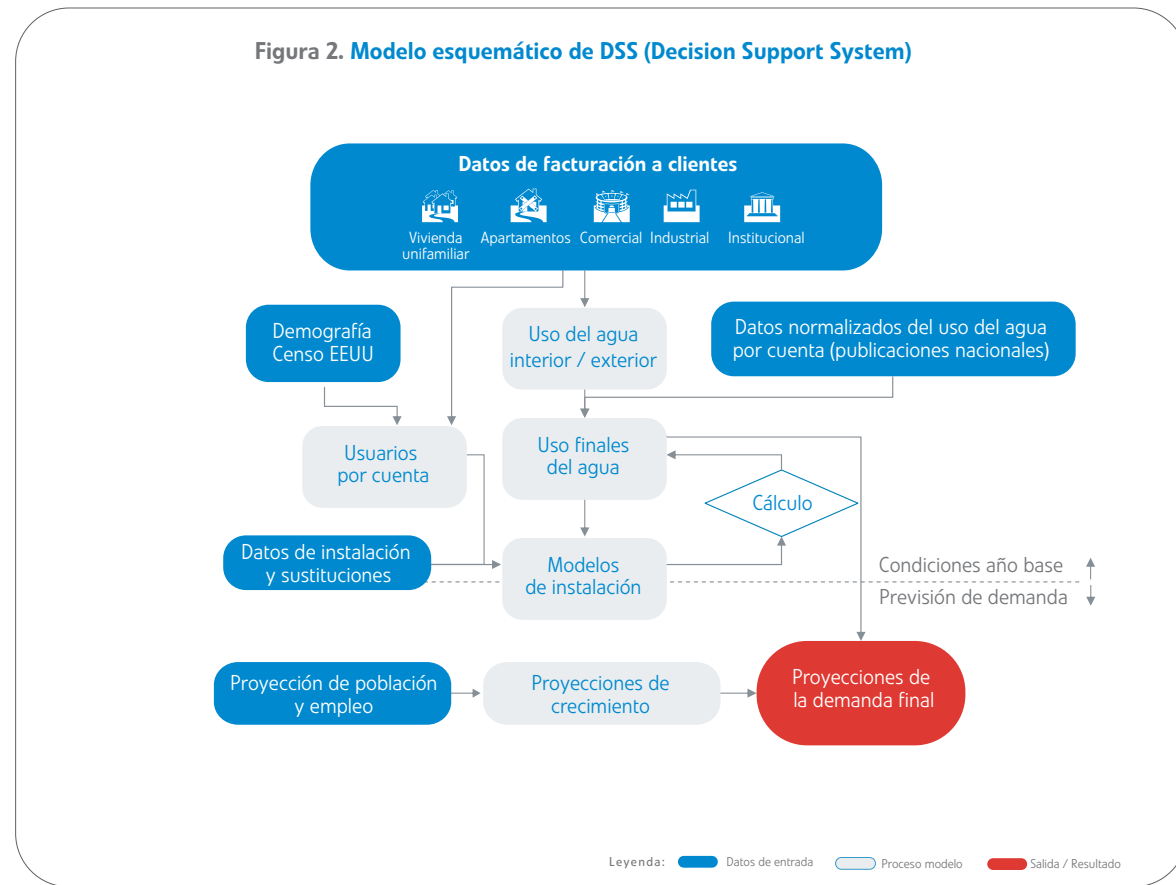 Figura 2. Modelo esquemático de DSS (Decision Support System)
Datos de facturación a clientes
Vivienda
unifamiliar
Apartamentos
Comercial
Industrial
Institucional
Demografía
Censo EEUU
Uso del agua
interior / exterior
Datos normalizados del uso del agua
por cuenta (publicaciones nacionales)
Usuarios
por cuenta
Uso finales
del agua
Cálculo
Datos de instalación
y sustituciones
Modelos
de instalación
Condiciones año base
Previsión de demanda
Proyección de población
y empleo
Proyecciones de
crecimiento
Proyecciones de
la demanda final
Leyenda: Datos de entrada Proceso modelo Salida / Resultado